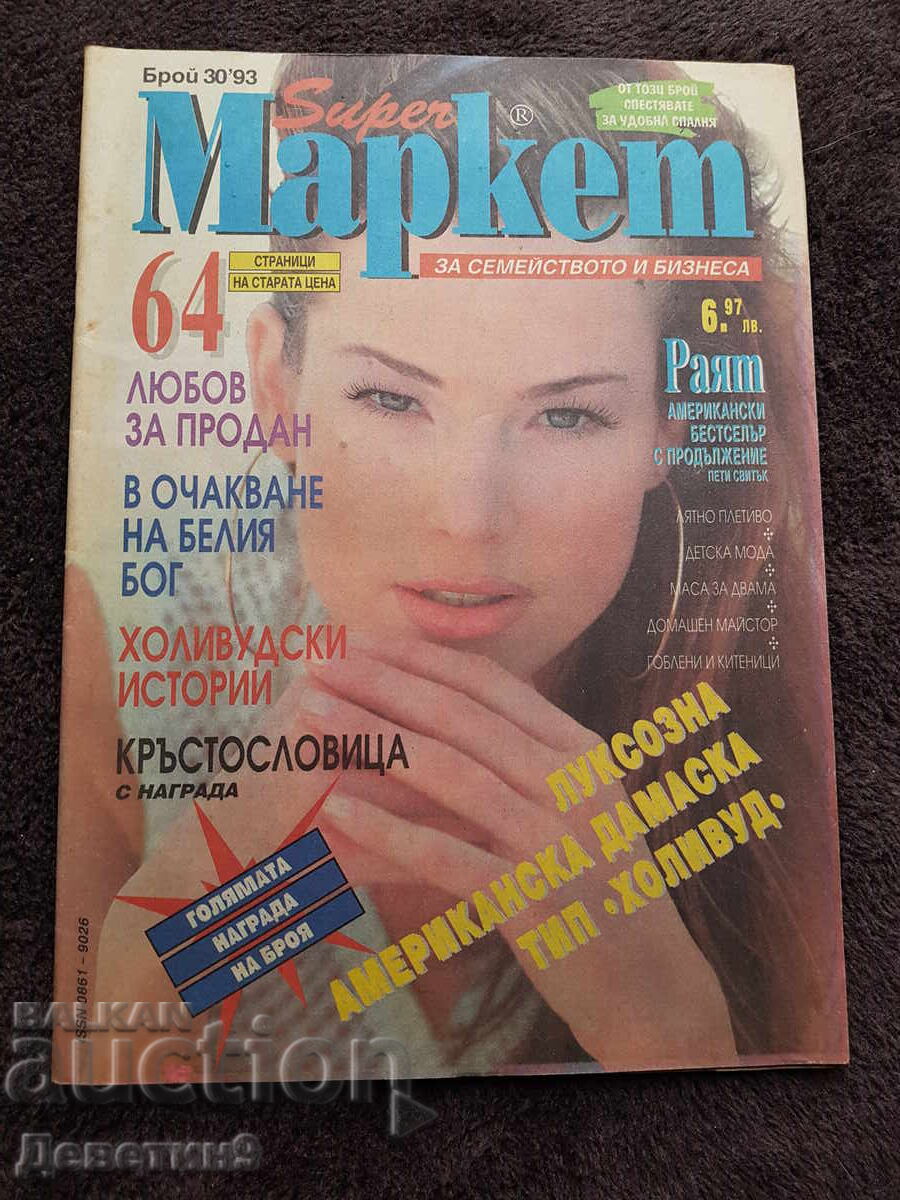 Брой 30'93
Super
Маркет
®
ОТ ТОЗИ БРОЙ
СПЕСТЯВАТЕ
ЗА УДОБНА СПАЛНЯ
ЗА СЕМЕЙСТВОТО И БИЗНЕСА
64
СТРАНИЦИ
НА СТАРАТА ЦЕНА
6.97 лв.
ЛЮБОВ
ЗА ПРОДАН
В ОЧАКВАНЕ
НА БЕЛИЯ
БОГ
ХОЛИВУДСКИ
ИСТОРИИ
КРЪСТОСЛОВИЦА
С НАГРАДА
Раят
АМЕРИКАНСКИ
БЕСТСЕЛЪР
С ПРОДЪЛЖЕНИЕ
ПЕТИ СВИТЪК
ЛЯТНО ПЛЕТИВО
ДЕТСКА МОДА
МАСА ЗА ДВАМА
ДОМАШЕН МАЙСТОР
ГОБЛЕНИ И КИТЕНИЦИ
ГОЛЯМАТА
НАГРАДА
НА БРОЯ
ЛУКСОЗНА
АМЕРИКАНСКА ДАМАСКА
ТИП •ХОЛИВУД•
ISSN 0861 – 9026
BALKAN
auction
Деветин9